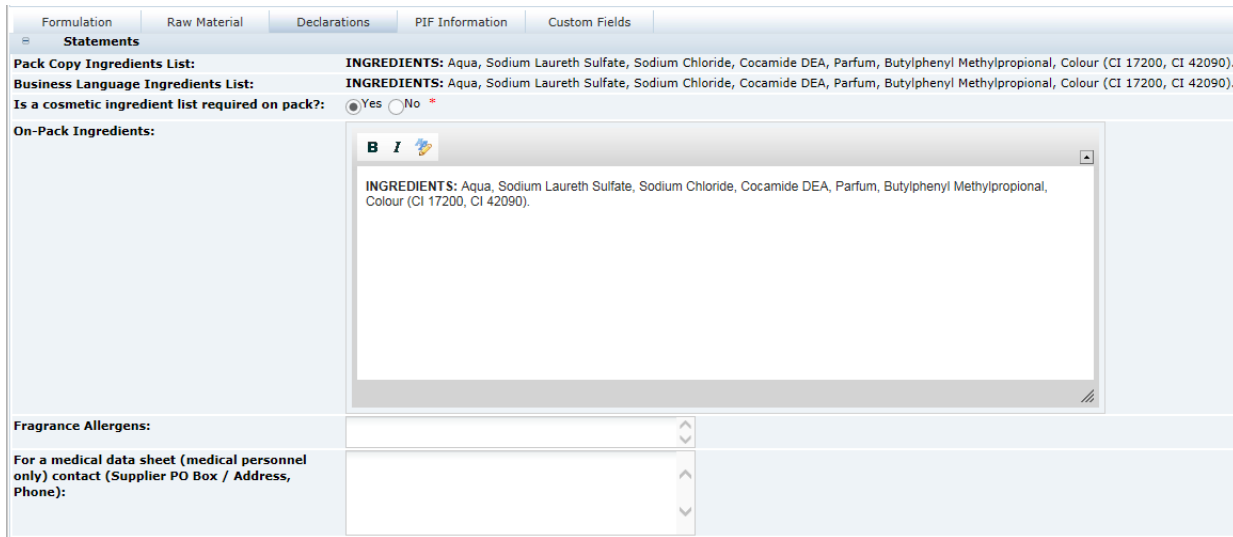 Formulation Raw Material Declarations PIF Information Custom Fields
Statements
Pack Copy Ingredients List: INGREDIENTS: Aqua, Sodium Laureth Sulfate, Sodium Chloride, Cocamide DEA, Parfum, Butylphenyl Methylpropional, Colour (CI 17200, CI 42090).
Business Language Ingredients List: INGREDIENTS: Aqua, Sodium Laureth Sulfate, Sodium Chloride, Cocamide DEA, Parfum, Butylphenyl Methylpropional, Colour (CI 17200, CI 42090).
Is a cosmetic ingredient list required on pack?: Yes No *
On-Pack Ingredients:
B I
INGREDIENTS: Aqua, Sodium Laureth Sulfate, Sodium Chloride, Cocamide DEA, Parfum, Butylphenyl Methylpropional,
Colour (CI 17200, CI 42090).
Fragrance Allergens:
For a medical data sheet (medical personnel
only) contact (Supplier PO Box / Address,
Phone):